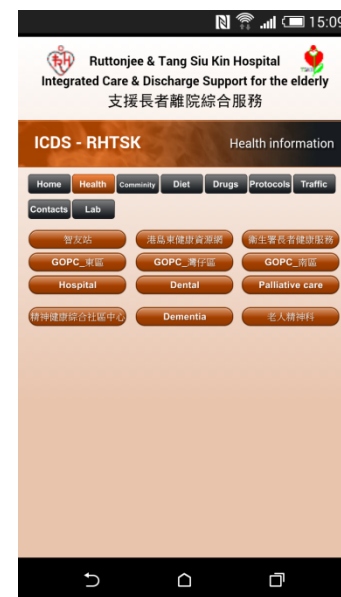 15:09
Ruttonjee & Tang Siu Kin Hospital
Integrated Care & Discharge Support for the elderly
支援長者離院綜合服務
ICDS - RHTSK Health information
Home Health Comminity Diet Drugs Protocols Traffic
Contacts Lab
智友站 港島東健康資源網 衞生署長者健康服務
GOPC_東區 GOPC_灣仔區 GOPC_南區
Hospital Dental Palliative care
精神健康綜合社區中心 Dementia 老人精神科